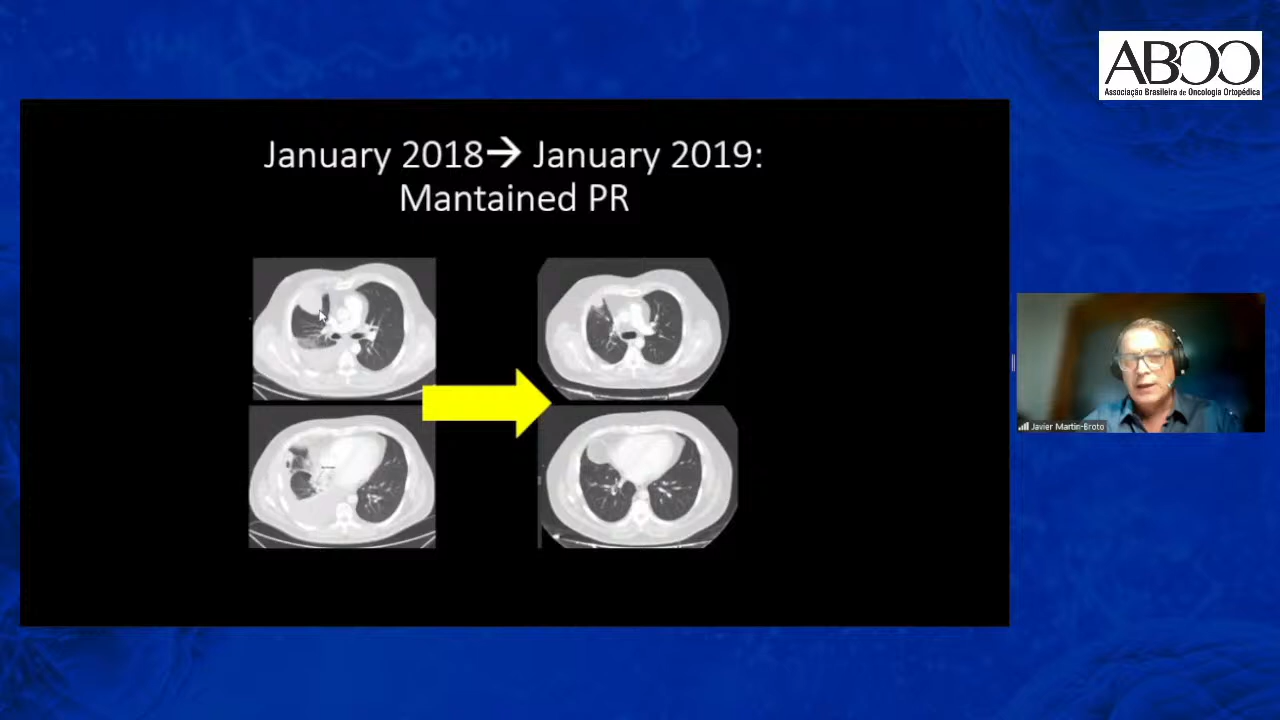 ABOO
Associação Brasileira de Oncologia Ortopédica
January 2018→ January 2019:
Mantained PR
Javier Martin-Broto